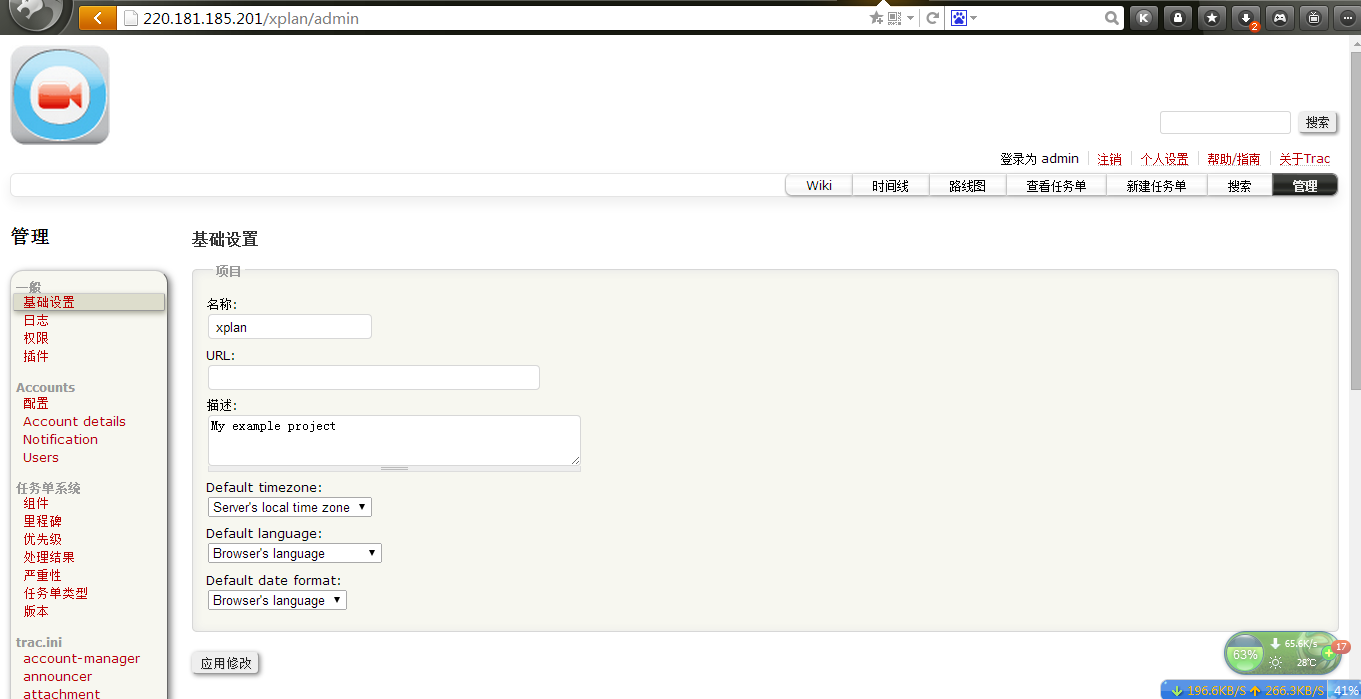 220.181.185.201/xplan/admin
K
2
搜索
登录为 admin 注销 个人设置 帮助/指南 关于Trac
Wiki 时间线 路线图 查看任务单 新建任务单 搜索 管理
管理
一般
基础设置
日志
权限
插件
Accounts
配置
Account details
Notification
Users
任务单系统
组件
里程碑
优先级
处理结果
严重性
任务单类型
版本
trac.ini
account-manager
announcer
attachment
基础设置
项目
名称:
xplan
URL:
描述:
My example project
Default timezone:
Server's local time zone
Default language:
Browser's language
Default date format:
Browser's language
应用修改
63%
65.6K/s
28℃
17
196.6KB/S 266.3KB/S 41%